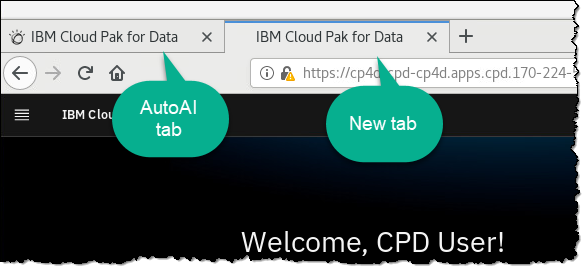 IBM Cloud Pak for Data
IBM Cloud Pak for Data
https://cp4d-cpd-cp4d.apps.cpd.170-224-
IBM Clou
AutoAI
tab
New tab
Welcome, CPD User!